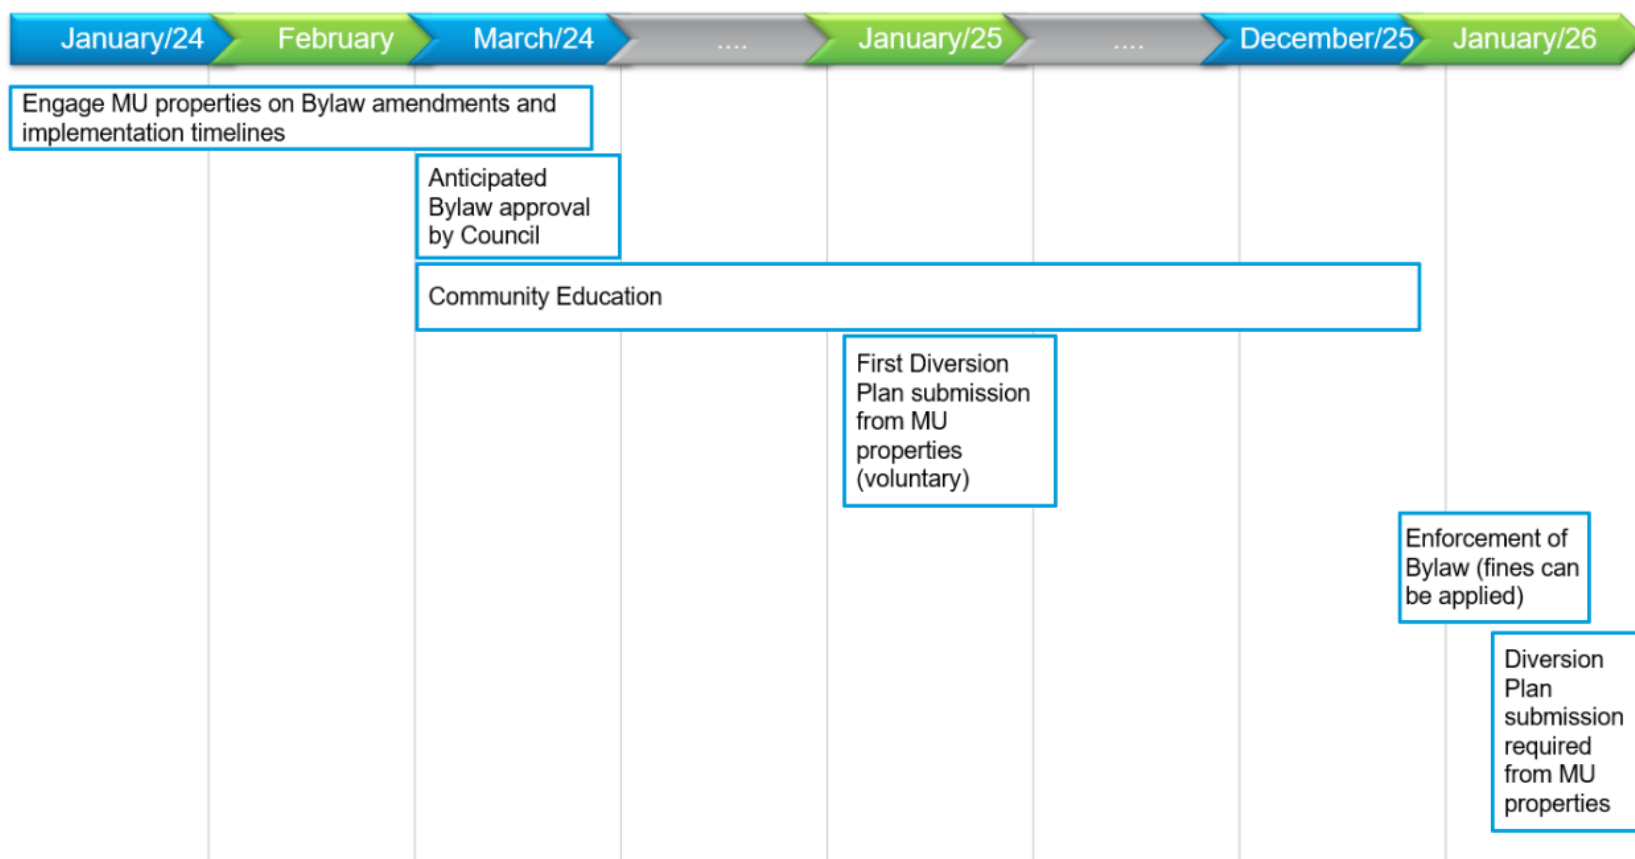 January/24 February March/24 .... January/25 .... December/25 January/26
Engage MU properties on Bylaw amendments and
implementation timelines
Anticipated
Bylaw approval
by Council
Community Education
First Diversion
Plan submission
from MU
properties
(voluntary)
Enforcement of
Bylaw (fines can
be applied)
Diversion
Plan
submission
required
from MU
properties